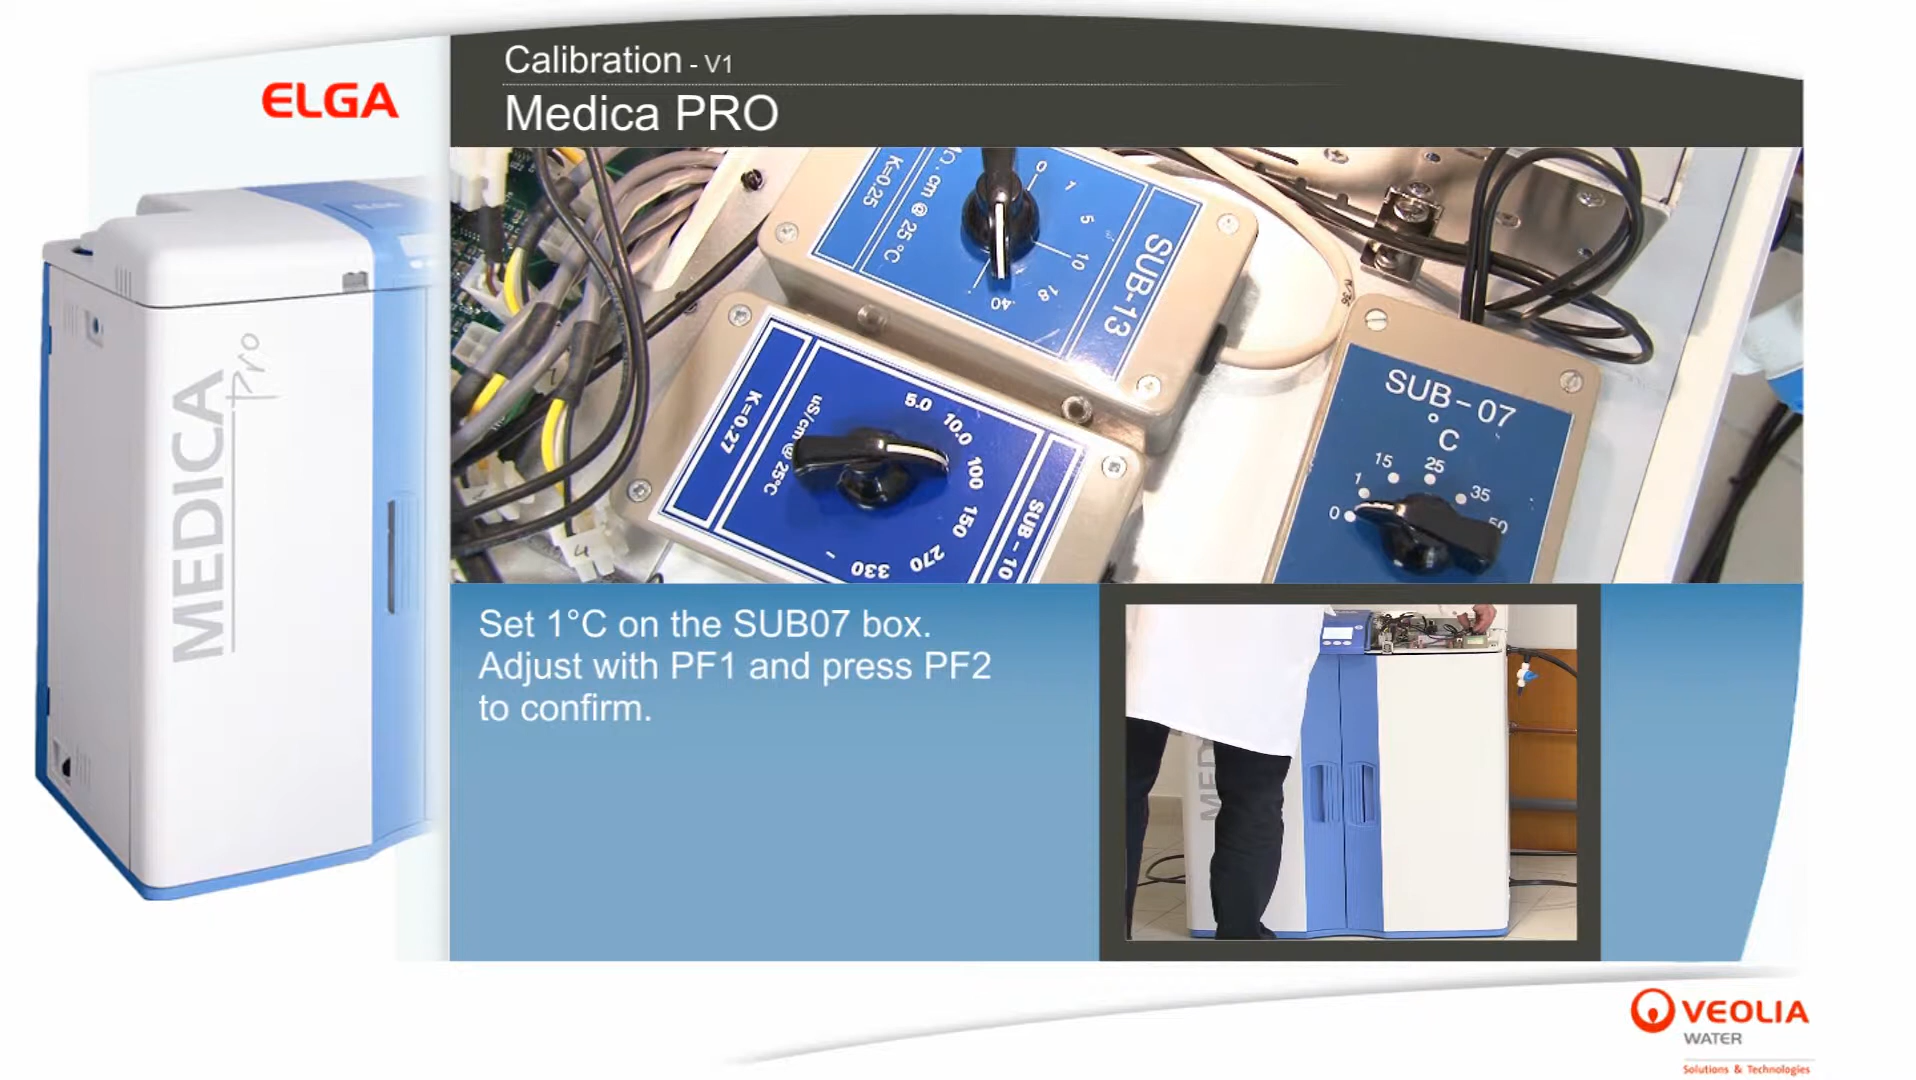 ELGA
Calibration - V1
Medica PRO
MEDICA
Pro
K=0.25
MΩ.cm @ 25 °C
0
1
5
10
18
40
SUB-13
K=0.27
uS/cm @ 25°C
5.0
10.0
100
150
270
330
-
SUB - 10
SUB - 07
°C
0
1
15
25
35
50
Set 1°C on the SUB07 box.
Adjust with PF1 and press PF2
to confirm.
VEOLIA
WATER
Solutions & Technologies